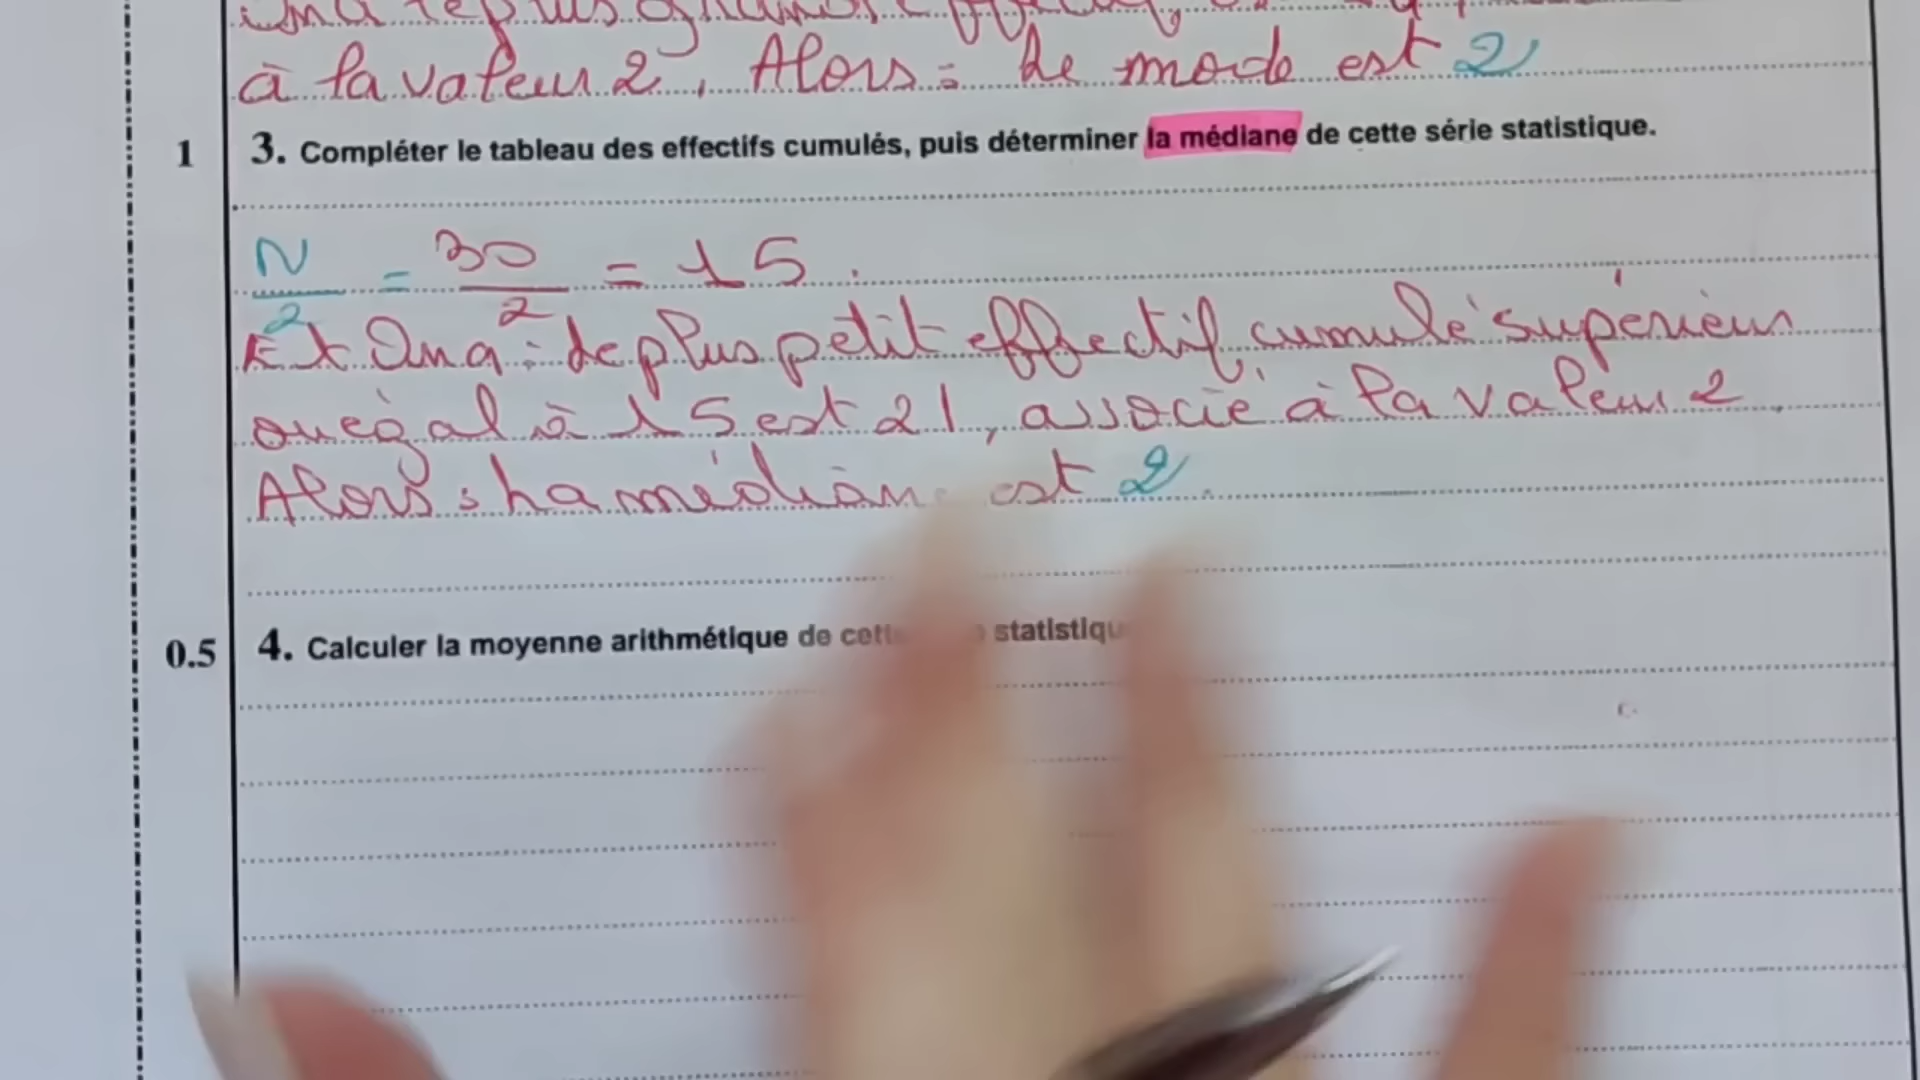 à la valeur 2, Alors : Le mode est 2
1 3. Compléter le tableau des effectifs cumulés, puis déterminer la médiane de cette série statistique.
N/2 = 30/2 = 15.
Et On a : Le plus petit effectif cumulé supérieur
ou égal à 15 est 21, associé à la valeur 2.
Alors : La médian est 2.
0.5 4. Calculer la moyenne arithmétique de statistiqu